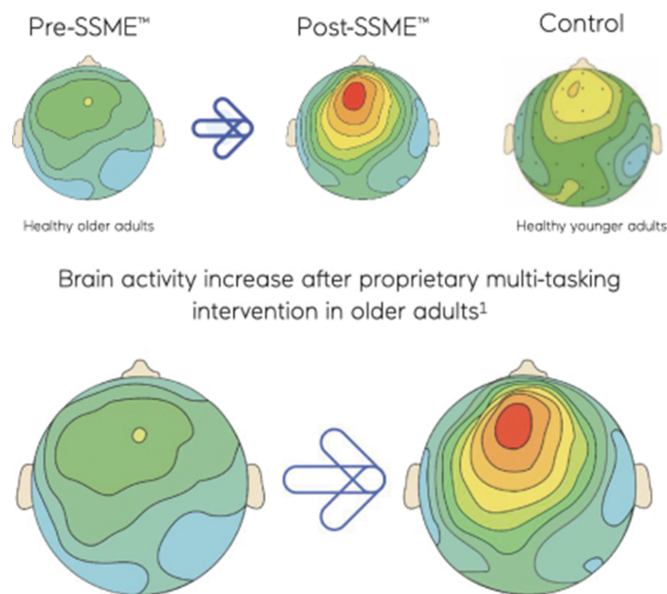 Pre-SSME™
Post-SSME™
Control
Healthy older adults
Healthy younger adults
Brain activity increase after proprietary multi-tasking
intervention in older adults¹